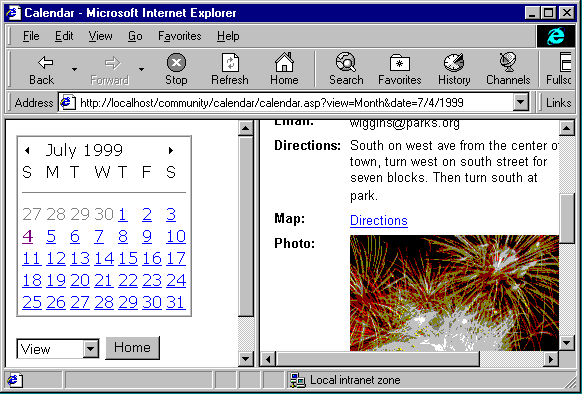 Calendar - Microsoft Internet Explorer
File Edit View Go Favorites Help
Back Forward Stop Refresh Home Search Favorites History Channels Fullsc
Address http://localhost/community/calendar/calendar.asp?view=Month&date=7/4/1999 Links
July 1999
S M T W T F S
27 28 29 30 1 2 3
4 5 6 7 8 9 10
11 12 13 14 15 16 17
18 19 20 21 22 23 24
25 26 27 28 29 30 31
View Home
Email: wiggins@parks.org
Directions: South on west ave from the center of
town, turn west on south street for
seven blocks. Then turn south at
park.
Map: Directions
Photo:
Local intranet zone